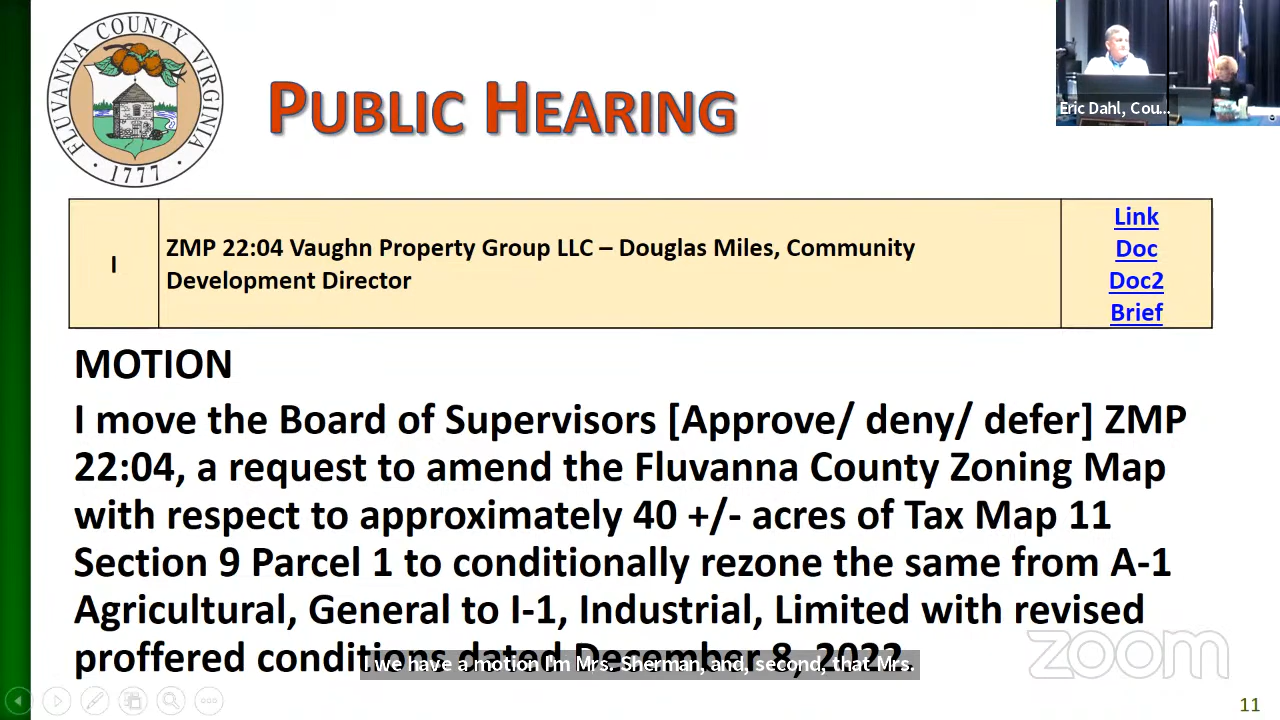 FLUVANNA COUNTY VIRGINIA
1777
PUBLIC HEARING
Eric Dahl, Cou...
I
ZMP 22:04 Vaughn Property Group LLC – Douglas Miles, Community
Development Director
Link
Doc
Doc2
Brief
MOTION
I move the Board of Supervisors [Approve/ deny/ defer] ZMP
22:04, a request to amend the Fluvanna County Zoning Map
with respect to approximately 40 +/- acres of Tax Map 11
Section 9 Parcel 1 to conditionally rezone the same from A-1
Agricultural, General to I-1, Industrial, Limited with revised
proffered conditions dated December 8, 2022.
I we have a motion I'm Mrs. Sherman, and, second, that Mrs.
zoom
11